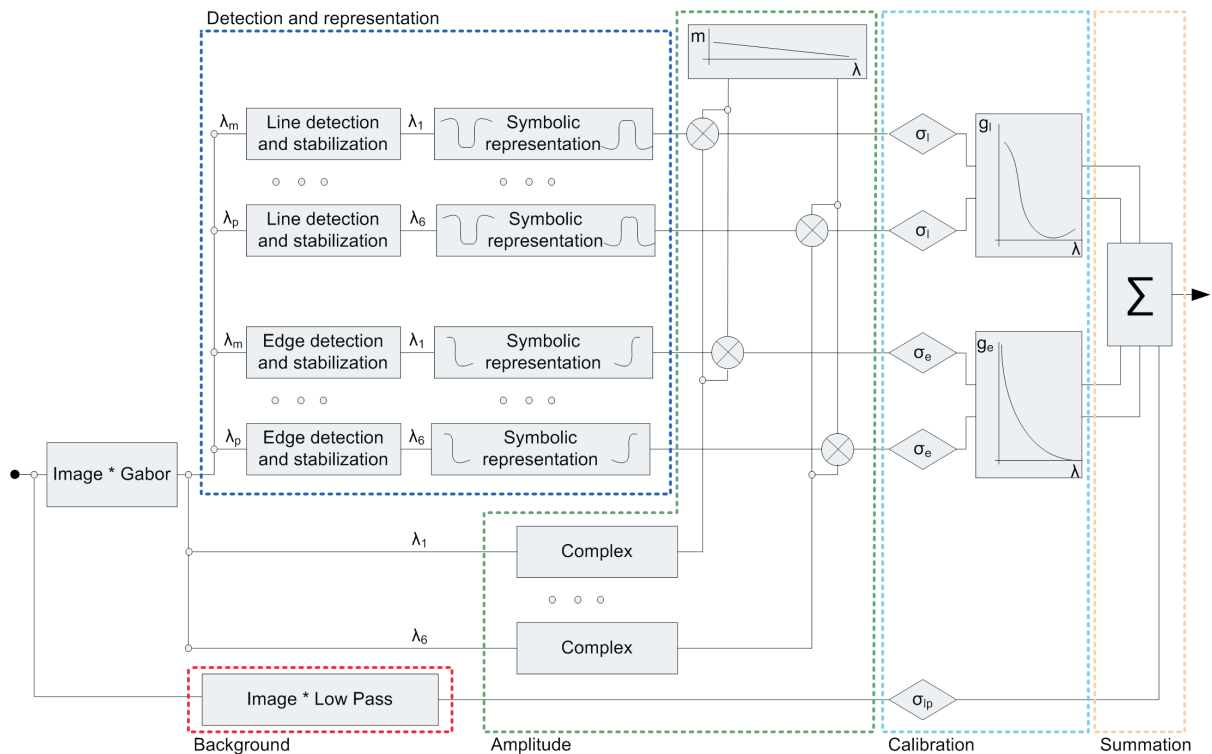 Detection and representation
m
λ
λm
Line detection
and stabilization
λ1
Symbolic
representation
σl
gl
λp
Line detection
and stabilization
λ6
Symbolic
representation
σl
λ
Σ
λm
Edge detection
and stabilization
λ1
Symbolic
representation
σe
ge
λp
Edge detection
and stabilization
λ6
Symbolic
representation
σe
λ
Image * Gabor
λ1
Complex
λ6
Complex
Image * Low Pass
σlp
Background
Amplitude
Calibration
Summation